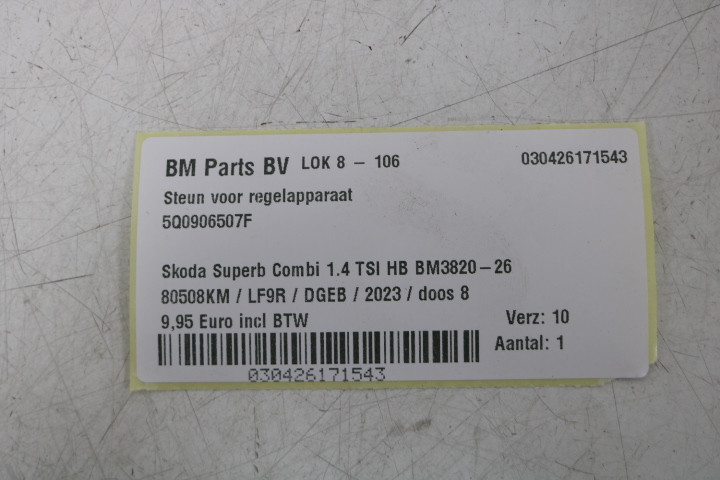 BM Parts BV LOK 8 - 106 030426171543
Steun voor regelapparaat
5Q0906507F
Skoda Superb Combi 1.4 TSI HB BM3820-26
80508KM / LF9R / DGEB / 2023 / doos 8
9,95 Euro incl BTW Verz: 10
Aantal: 1
030426171543